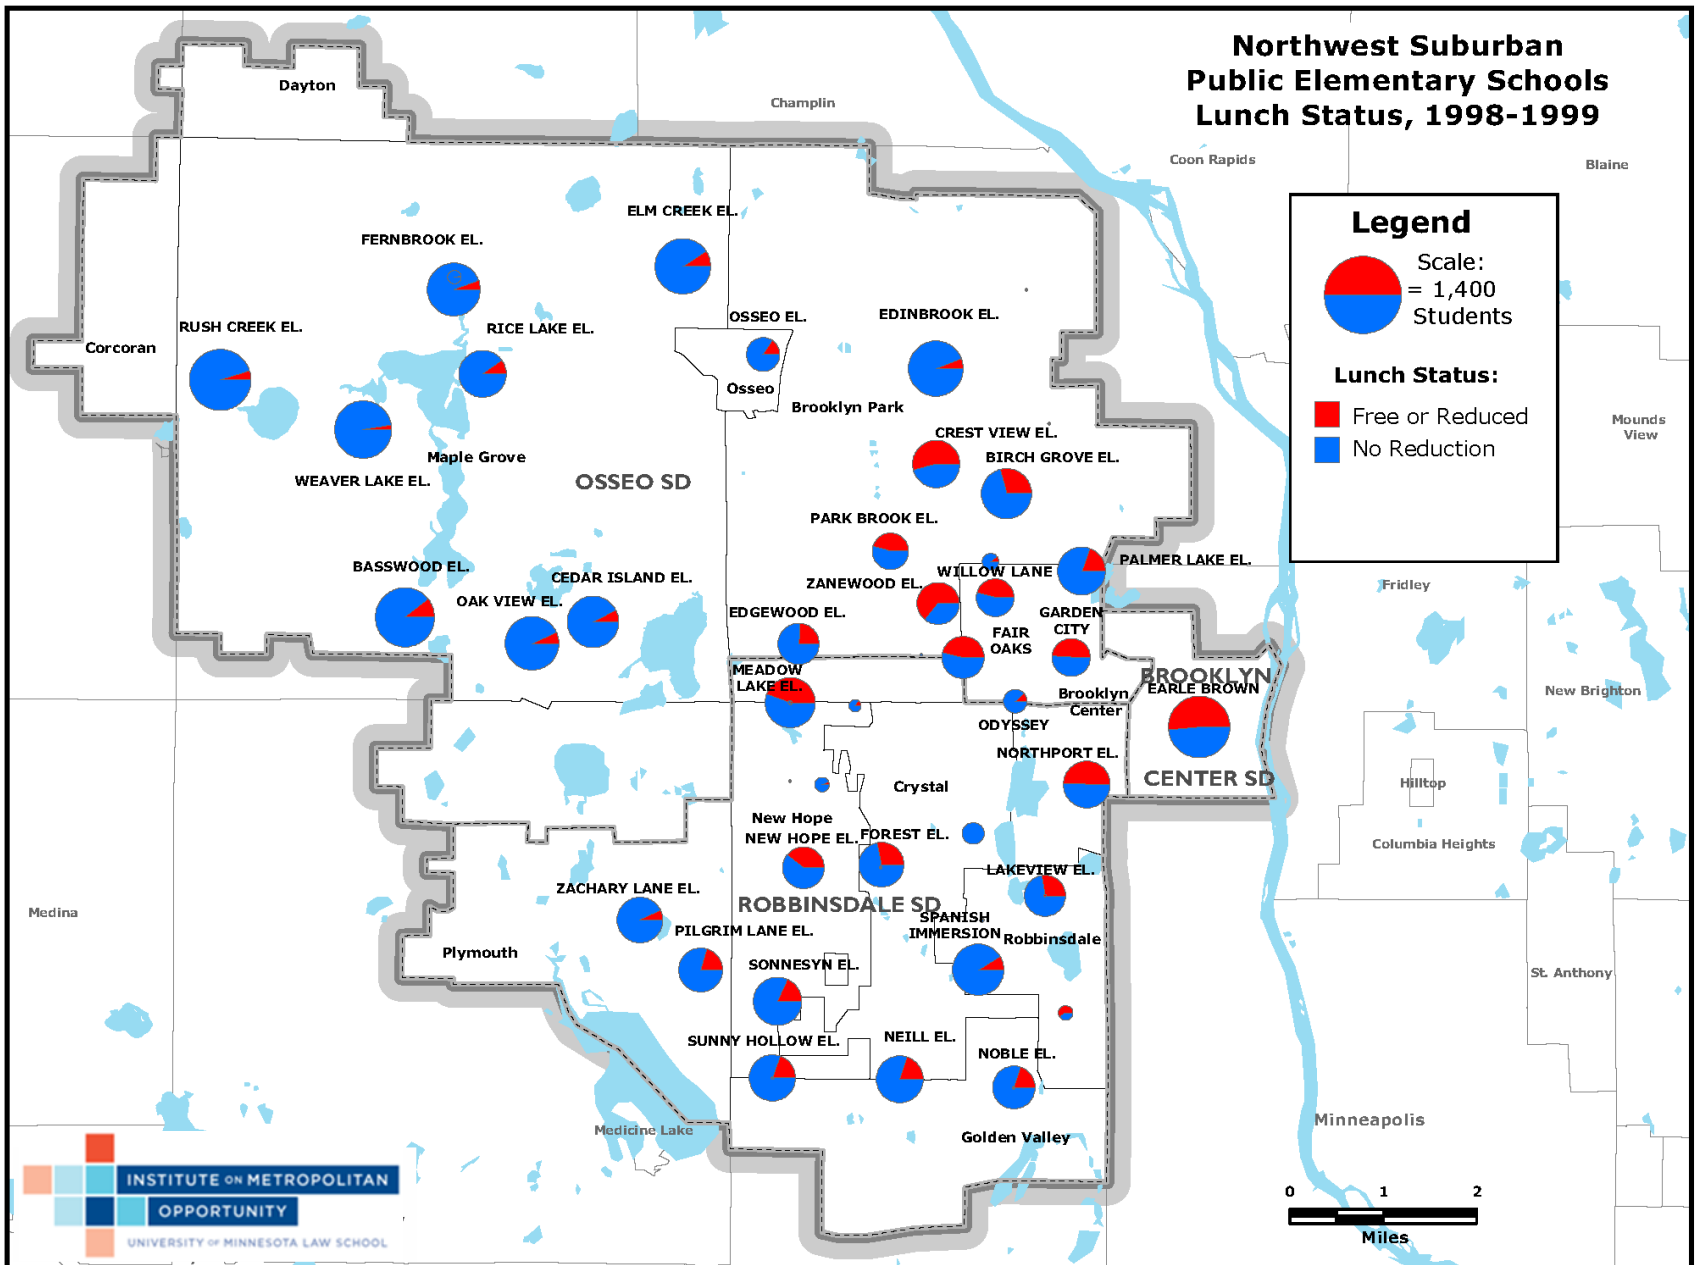 Northwest Suburban
Public Elementary Schools
Lunch Status, 1998-1999
Dayton
Champlin
Coon Rapids
Blaine
Legend
Scale:
= 1,400
Students
Lunch Status:
Free or Reduced
No Reduction
ELM CREEK EL.
FERNBROOK EL.
RUSH CREEK EL.
RICE LAKE EL.
OSSEO EL.
EDINBROOK EL.
Corcoran
Osseo
Brooklyn Park
Mounds
View
CREST VIEW EL.
BIRCH GROVE EL.
Maple Grove
WEAVER LAKE EL.
OSSEO SD
PARK BROOK EL.
BASSWOOD EL.
CEDAR ISLAND EL.
OAK VIEW EL.
ZANEWOOD EL.
WILLOW LANE
PALMER LAKE EL.
Fridley
EDGEWOOD EL.
GARDEN
CITY
FAIR
OAKS
MEADOW
LAKE EL.
BROOKLYN
EARLE BROWN
Brooklyn
Center
New Brighton
ODYSSEY
NORTHPORT EL.
CENTER SD
Hilltop
Crystal
New Hope
NEW HOPE EL.
FOREST EL.
Columbia Heights
LAKEVIEW EL.
ZACHARY LANE EL.
ROBBINSDALE SD
Medina
SPANISH
IMMERSION
Robbinsdale
PILGRIM LANE EL.
Plymouth
SONNESYN EL.
St. Anthony
SUNNY HOLLOW EL.
NEILL EL.
NOBLE EL.
Medicine Lake
Golden Valley
Minneapolis
INSTITUTE ON METROPOLITAN
OPPORTUNITY
UNIVERSITY OF MINNESOTA LAW SCHOOL
0 1 2
Miles